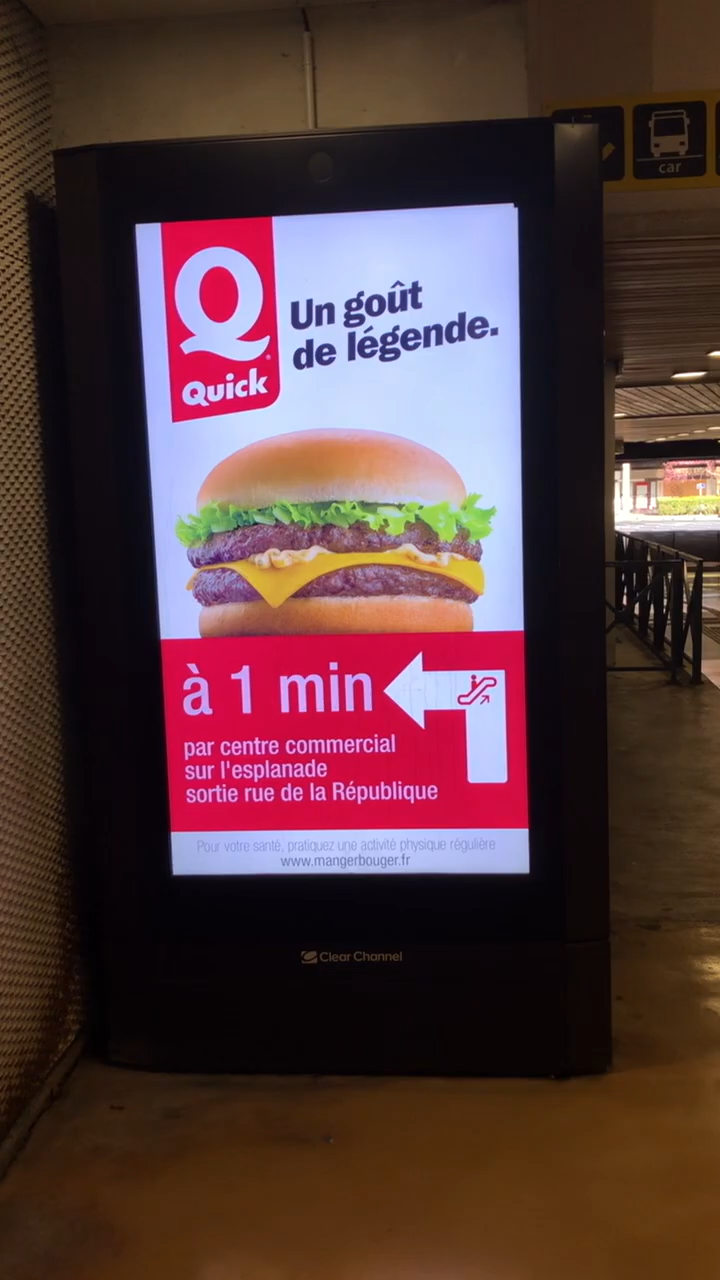 car
Q
Quick
Un goût
de légende.
à 1 min
par centre commercial
sur l'esplanade
sortie rue de la République
Pour votre santé, pratiquez une activité physique régulière
www.mangerbouger.fr
Clear Channel